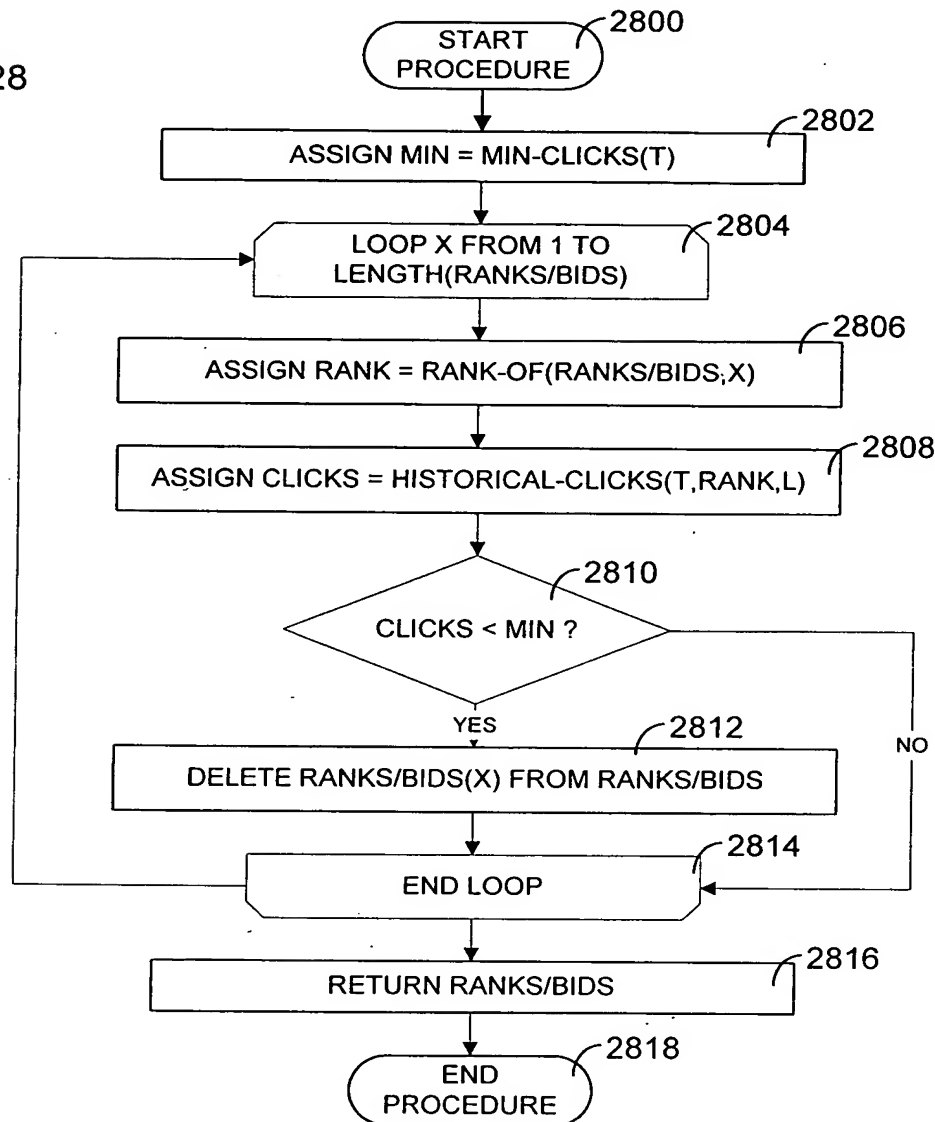 28
START
PROCEDURE
2800
2802
ASSIGN MIN = MIN-CLICKS(T)
2804
LOOP X FROM 1 TO
LENGTH(RANKS/BIDS)
2806
ASSIGN RANK = RANK-OF(RANKS/BIDS,X)
2808
ASSIGN CLICKS = HISTORICAL-CLICKS(T,RANK,L)
2810
CLICKS < MIN ?
YES
NO
2812
DELETE RANKS/BIDS(X) FROM RANKS/BIDS
2814
END LOOP
2816
RETURN RANKS/BIDS
2818
END
PROCEDURE